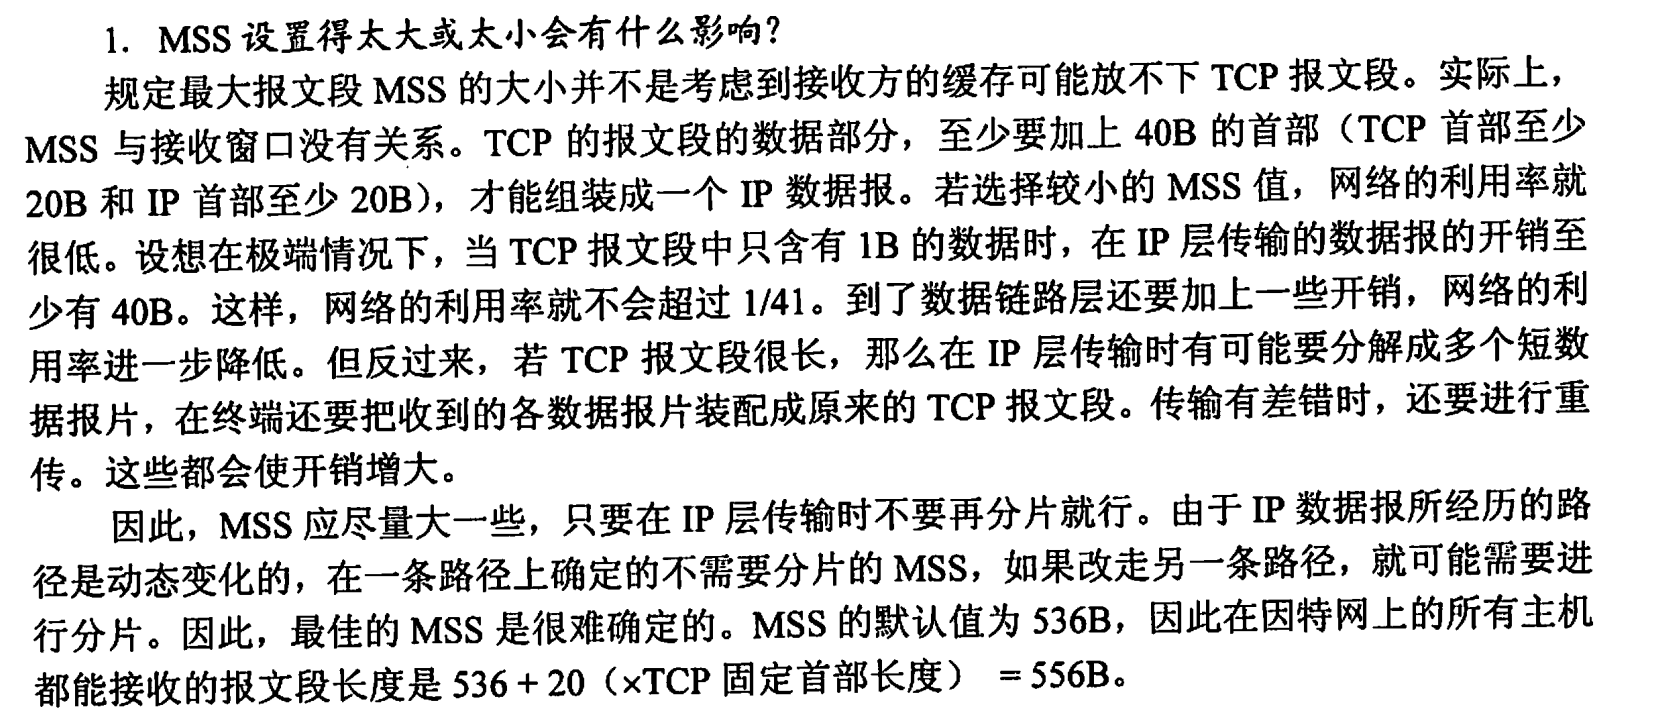 1. MSS 设置得太大或太小会有什么影响?
规定最大报文段 MSS 的大小并不是考虑到接收方的缓存可能放不下 TCP 报文段。实际上，
MSS 与接收窗口没有关系。TCP 的报文段的数据部分，至少要加上 40B 的首部（TCP 首部至少
20B 和 IP 首部至少 20B），才能组装成一个 IP 数据报。若选择较小的 MSS 值，网络的利用率就
很低。设想在极端情况下，当 TCP 报文段中只含有 1B 的数据时，在 IP 层传输的数据报的开销至
少有 40B。这样，网络的利用率就不会超过 1/41。到了数据链路层还要加上一些开销，网络的利
用率进一步降低。但反过来，若 TCP 报文段很长，那么在 IP 层传输时有可能要分解成多个短数
据报片，在终端还要把收到的各数据报片装配成原来的 TCP 报文段。传输有差错时，还要进行重
传。这些都会使开销增大。
因此，MSS 应尽量大一些，只要在 IP 层传输时不要再分片就行。由于 IP 数据报所经历的路
径是动态变化的，在一条路径上确定的不需要分片的 MSS，如果改走另一条路径，就可能需要进
行分片。因此，最佳的 MSS 是很难确定的。MSS 的默认值为 536B，因此在因特网上的所有主机
都能接收的报文段长度是 536 + 20（×TCP 固定首部长度） = 556B。